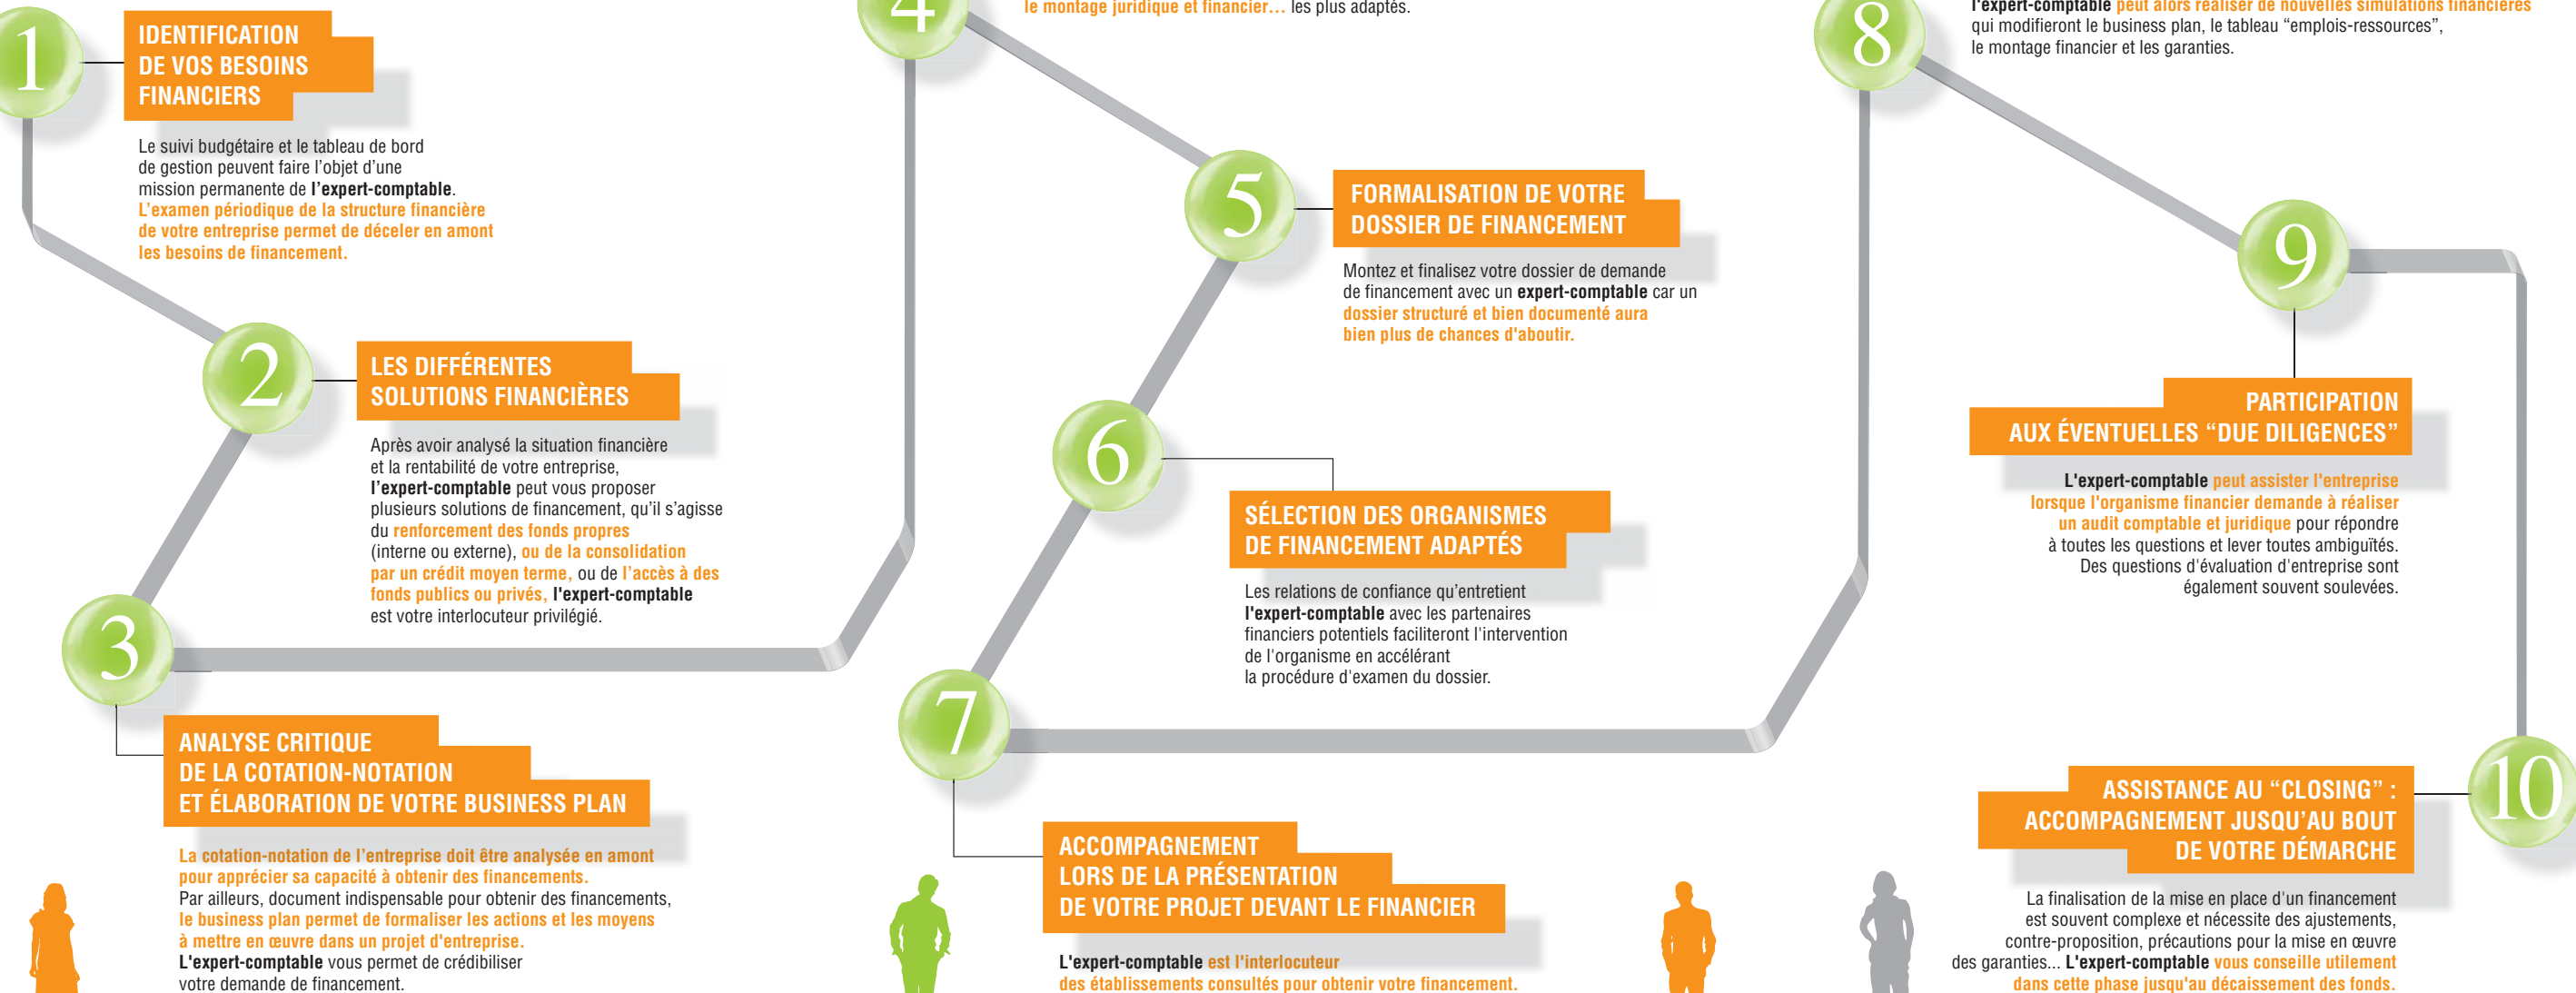 1
IDENTIFICATION
DE VOS BESOINS
FINANCIERS
Le suivi budgétaire et le tableau de bord
de gestion peuvent faire l’objet d’une
mission permanente de l’expert-comptable.
L’examen périodique de la structure financière
de votre entreprise permet de déceler en amont
les besoins de financement.
2
LES DIFFÉRENTES
SOLUTIONS FINANCIÈRES
Après avoir analysé la situation financière
et la rentabilité de votre entreprise,
l’expert-comptable peut vous proposer
plusieurs solutions de financement, qu’il s’agisse
du renforcement des fonds propres
(interne ou externe), ou de la consolidation
par un crédit moyen terme, ou de l’accès à des
fonds publics ou privés, l'expert-comptable
est votre interlocuteur privilégié.
3
ANALYSE CRITIQUE
DE LA COTATION-NOTATION
ET ÉLABORATION DE VOTRE BUSINESS PLAN
La cotation-notation de l’entreprise doit être analysée en amont
pour apprécier sa capacité à obtenir des financements.
Par ailleurs, document indispensable pour obtenir des financements,
le business plan permet de formaliser les actions et les moyens
à mettre en œuvre dans un projet d'entreprise.
L'expert-comptable vous permet de crédibiliser
votre demande de financement.
4
le montage juridique et financier… les plus adaptés.
5
FORMALISATION DE VOTRE
DOSSIER DE FINANCEMENT
Montez et finalisez votre dossier de demande
de financement avec un expert-comptable car un
dossier structuré et bien documenté aura
bien plus de chances d'aboutir.
6
SÉLECTION DES ORGANISMES
DE FINANCEMENT ADAPTÉS
Les relations de confiance qu’entretient
l'expert-comptable avec les partenaires
financiers potentiels faciliteront l'intervention
de l'organisme en accélérant
la procédure d'examen du dossier.
7
ACCOMPAGNEMENT
LORS DE LA PRÉSENTATION
DE VOTRE PROJET DEVANT LE FINANCIER
L'expert-comptable est l'interlocuteur
des établissements consultés pour obtenir votre financement.
8
l'expert-comptable peut alors réaliser de nouvelles simulations financières
qui modifieront le business plan, le tableau “emplois-ressources”,
le montage financier et les garanties.
9
PARTICIPATION
AUX ÉVENTUELLES “DUE DILIGENCES”
L'expert-comptable peut assister l'entreprise
lorsque l'organisme financier demande à réaliser
un audit comptable et juridique pour répondre
à toutes les questions et lever toutes ambiguïtés.
Des questions d'évaluation d'entreprise sont
également souvent soulevées.
10
ASSISTANCE AU “CLOSING” :
ACCOMPAGNEMENT JUSQU’AU BOUT
DE VOTRE DÉMARCHE
La finalisation de la mise en place d'un financement
est souvent complexe et nécessite des ajustements,
contre-proposition, précautions pour la mise en œuvre
des garanties... L'expert-comptable vous conseille utilement
dans cette phase jusqu'au décaissement des fonds.